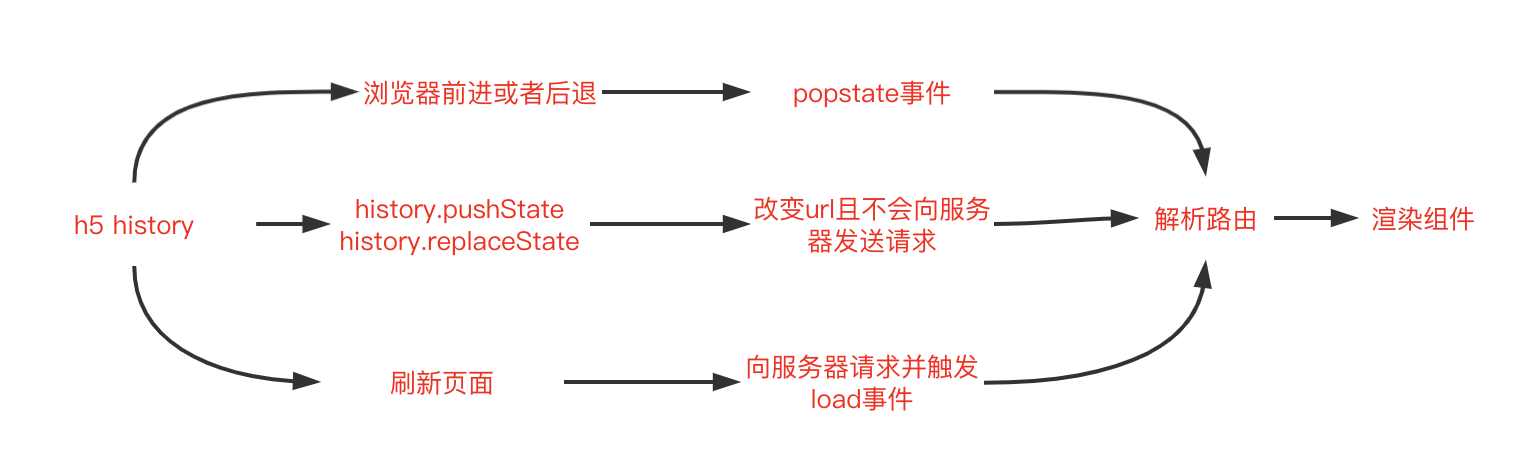 浏览器前进或者后退
popstate事件
h5 history
history.pushState
history.replaceState
改变url且不会向服务
器发送请求
解析路由
渲染组件
刷新页面
向服务器请求并触发
load事件